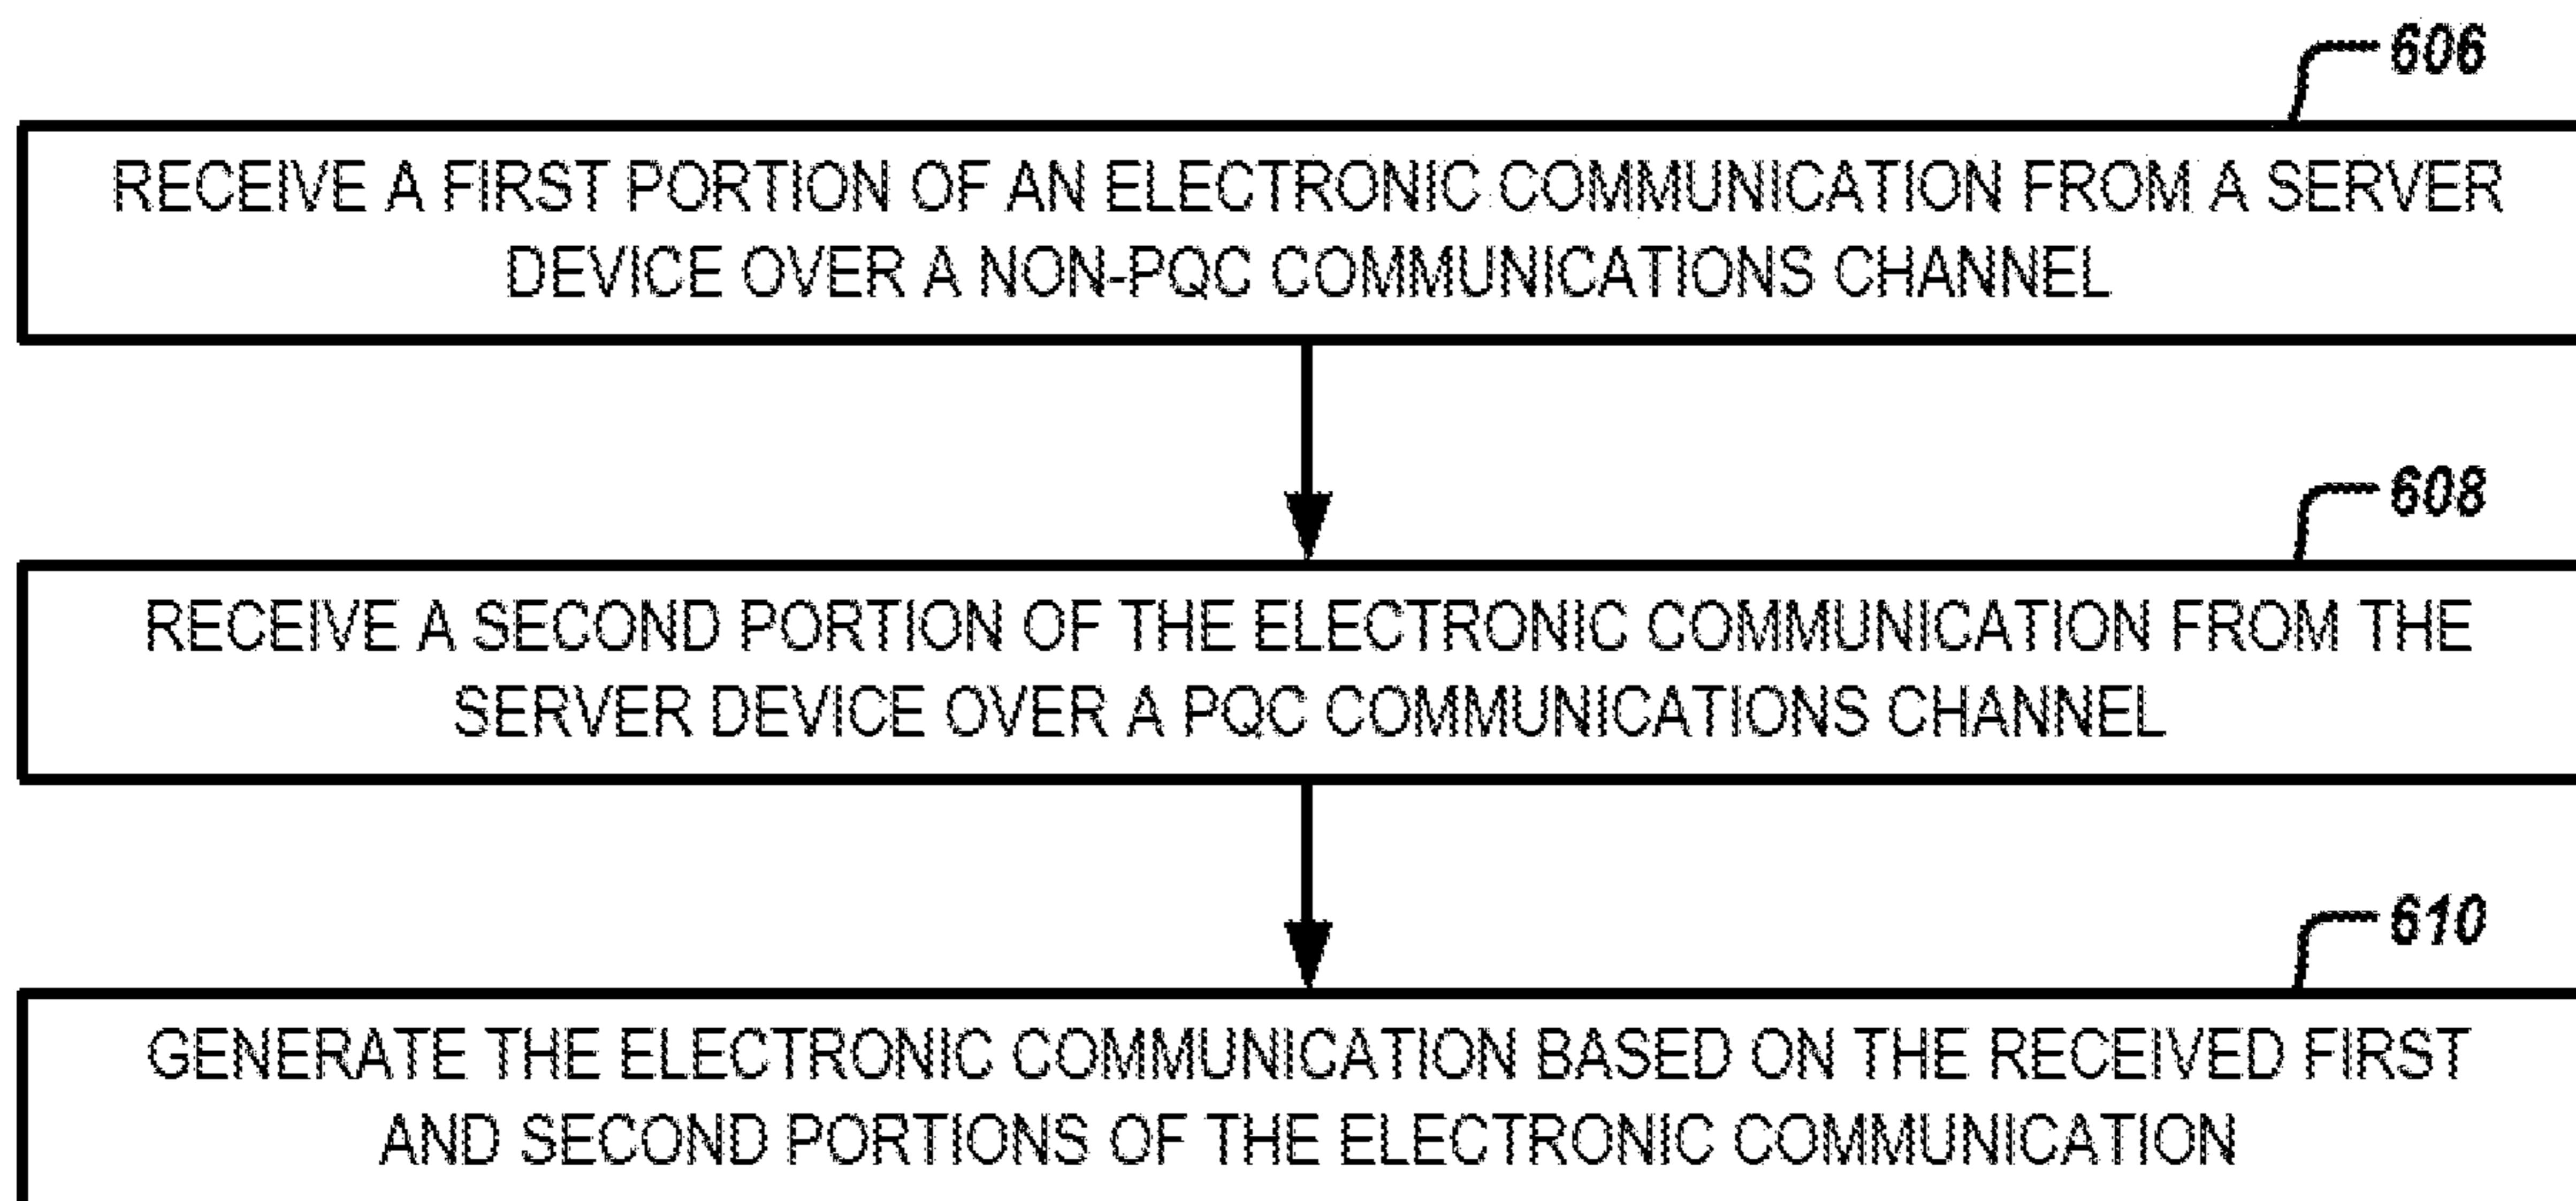 606
RECEIVE A FIRST PORTION OF AN ELECTRONIC COMMUNICATION FROM A SERVER
DEVICE OVER A NON-PQC COMMUNICATIONS CHANNEL
608
RECEIVE A SECOND PORTION OF THE ELECTRONIC COMMUNICATION FROM THE
SERVER DEVICE OVER A PQC COMMUNICATIONS CHANNEL
610
GENERATE THE ELECTRONIC COMMUNICATION BASED ON THE RECEIVED FIRST
AND SECOND PORTIONS OF THE ELECTRONIC COMMUNICATION